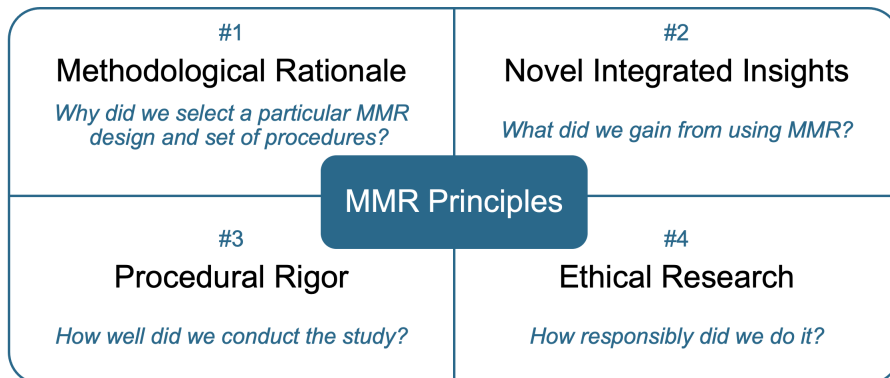 #1
Methodological Rationale
Why did we select a particular MMR
design and set of procedures?
#2
Novel Integrated Insights
What did we gain from using MMR?
MMR Principles
#3
Procedural Rigor
How well did we conduct the study?
#4
Ethical Research
How responsibly did we do it?